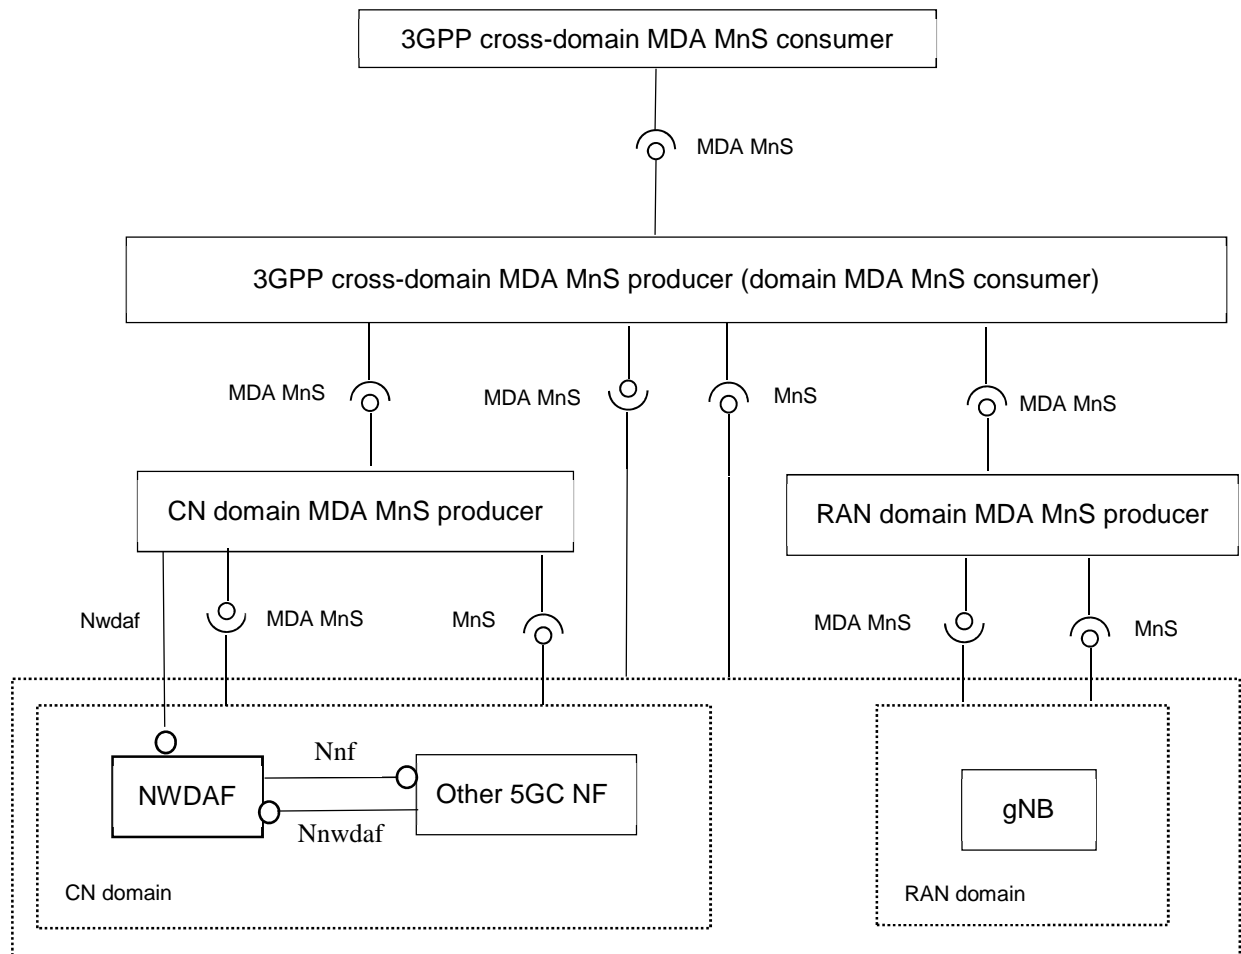 3GPP cross-domain MDA MnS consumer
MDA MnS
3GPP cross-domain MDA MnS producer (domain MDA MnS consumer)
MDA MnS
MDA MnS
MnS
MDA MnS
CN domain MDA MnS producer
RAN domain MDA MnS producer
Nwdaf
MDA MnS
MnS
MDA MnS
MnS
NWDAF
Nnf
Nnwdaf
Other 5GC NF
gNB
CN domain
RAN domain